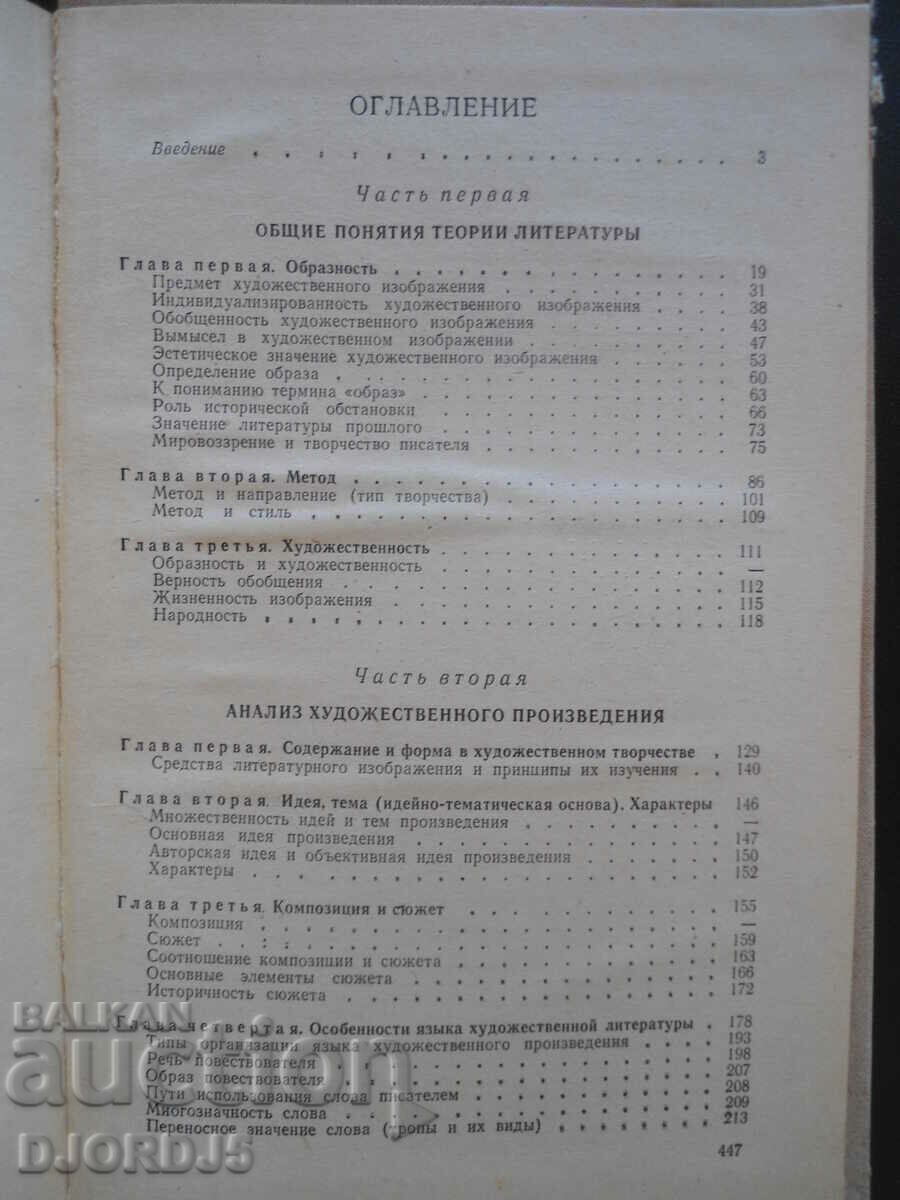 ОГЛАВЛЕНИЕ
Введение . . . . . . . . . . . . . . . . . . . . 3
Часть первая
ОБЩИЕ ПОНЯТИЯ ТЕОРИИ ЛИТЕРАТУРЫ
Глава первая. Образность . . . . . . . . . . . . . . . 19
Предмет художественного изображения . . . . . . . . . . 31
Индивидуализированность художественного изображения . . . . 38
Обобщенность художественного изображения . . . . . . . . 43
Вымысел в художественном изображении . . . . . . . . . 47
Эстетическое значение художественного изображения . . . . . 53
Определение образа . . . . . . . . . . . . . . . . . 60
К пониманию термина «образ» . . . . . . . . . . . . . 63
Роль исторической обстановки . . . . . . . . . . . . . 66
Значение литературы прошлого . . . . . . . . . . . . . 73
Мировоззрение и творчество писателя . . . . . . . . . . . 75
Глава вторая. Метод . . . . . . . . . . . . . . . . . 86
Метод и направление (тип творчества) . . . . . . . . . . 101
Метод и стиль . . . . . . . . . . . . . . . . . . . 109
Глава третья. Художественность . . . . . . . . . . . . . 111
Образность и художественность . . . . . . . . . . . . . —
Верность обобщения . . . . . . . . . . . . . . . . . 112
Жизненность изображения . . . . . . . . . . . . . . . 115
Народность . . . . . . . . . . . . . . . . . . . . 118
Часть вторая
АНАЛИЗ ХУДОЖЕСТВЕННОГО ПРОИЗВЕДЕНИЯ
Глава первая. Содержание и форма в художественном творчестве . 129
Средства литературного изображения и принципы их изучения . . 140
Глава вторая. Идея, тема (идейно-тематическая основа). Характеры 146
Множественность идей и тем произведения . . . . . . . . . —
Основная идея произведения . . . . . . . . . . . . . . 147
Авторская идея и объективная идея произведения . . . . . . 150
Характеры . . . . . . . . . . . . . . . . . . . . 152
Глава третья. Композиция и сюжет . . . . . . . . . . . . 155
Композиция . . . . . . . . . . . . . . . . . . . . —
Сюжет . . . . . . . . . . . . . . . . . . . . . . 159
Соотношение композиции и сюжета . . . . . . . . . . . . 163
Основные элементы сюжета . . . . . . . . . . . . . . . 166
Историчность сюжета . . . . . . . . . . . . . . . . . 172
Глава четвертая. Особенности языка художественной литературы . 178
Типы организации языка художественного произведения . . . . 193
Речь повествователя . . . . . . . . . . . . . . . . . 198
Образ повествователя . . . . . . . . . . . . . . . . 207
Пути использования слова писателем . . . . . . . . . . . 208
Многозначность слова . . . . . . . . . . . . . . . . 209
Переносное значение слова (тропы и их виды) . . . . . . . 213
447
BALKAN
auction
DJORDJ5